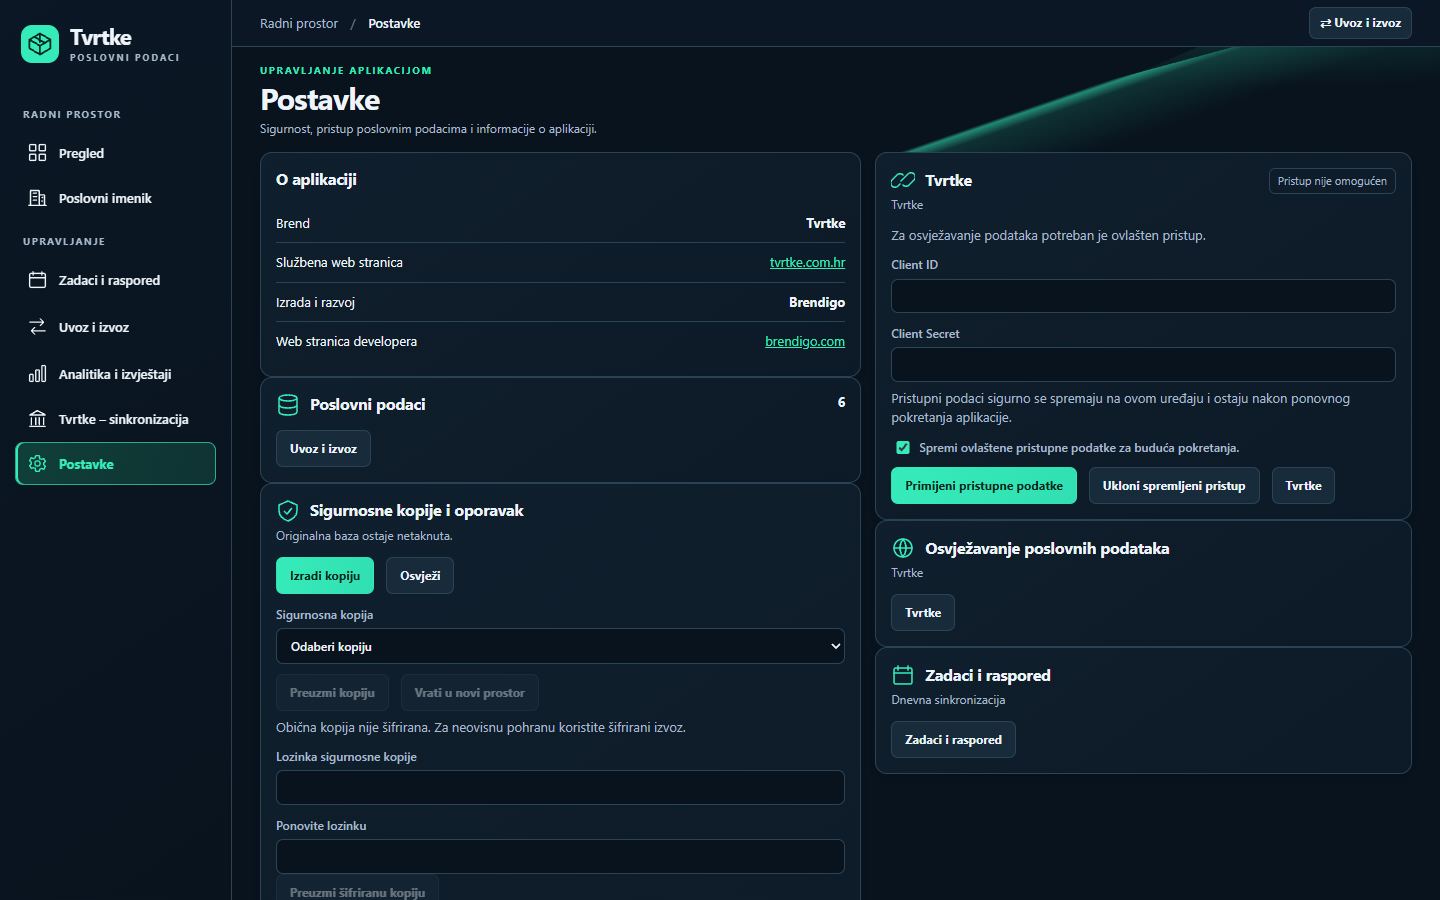 Tvrtke
POSLOVNI PODACI
RADNI PROSTOR
Pregled
Poslovni imenik
UPRAVLJANJE
Zadaci i raspored
Uvoz i izvoz
Analitika i izvještaji
Tvrtke – sinkronizacija
Postavke
Radni prostor / Postavke
⇄ Uvoz i izvoz
UPRAVLJANJE APLIKACIJOM
Postavke
Sigurnost, pristup poslovnim podacima i informacije o aplikaciji.
O aplikaciji
Brend Tvrtke
Službena web stranica tvrtke.com.hr
Izrada i razvoj Brendigo
Web stranica developera brendigo.com
Poslovni podaci 6
Uvoz i izvoz
Sigurnosne kopije i oporavak
Originalna baza ostaje netaknuta.
Izradi kopiju Osvježi
Sigurnosna kopija
Odaberi kopiju
Preuzmi kopiju Vrati u novi prostor
Obična kopija nije šifrirana. Za neovisnu pohranu koristite šifrirani izvoz.
Lozinka sigurnosne kopije
Ponovite lozinku
Preuzmi šifriranu kopiju
Tvrtke Pristup nije omogućen
Tvrtke
Za osvježavanje podataka potreban je ovlašten pristup.
Client ID
Client Secret
Pristupni podaci sigurno se spremaju na ovom uređaju i ostaju nakon ponovnog
pokretanja aplikacije.
Spremi ovlaštene pristupne podatke za buduća pokretanja.
Primijeni pristupne podatke Ukloni spremljeni pristup Tvrtke
Osvježavanje poslovnih podataka
Tvrtke
Tvrtke
Zadaci i raspored
Dnevna sinkronizacija
Zadaci i raspored